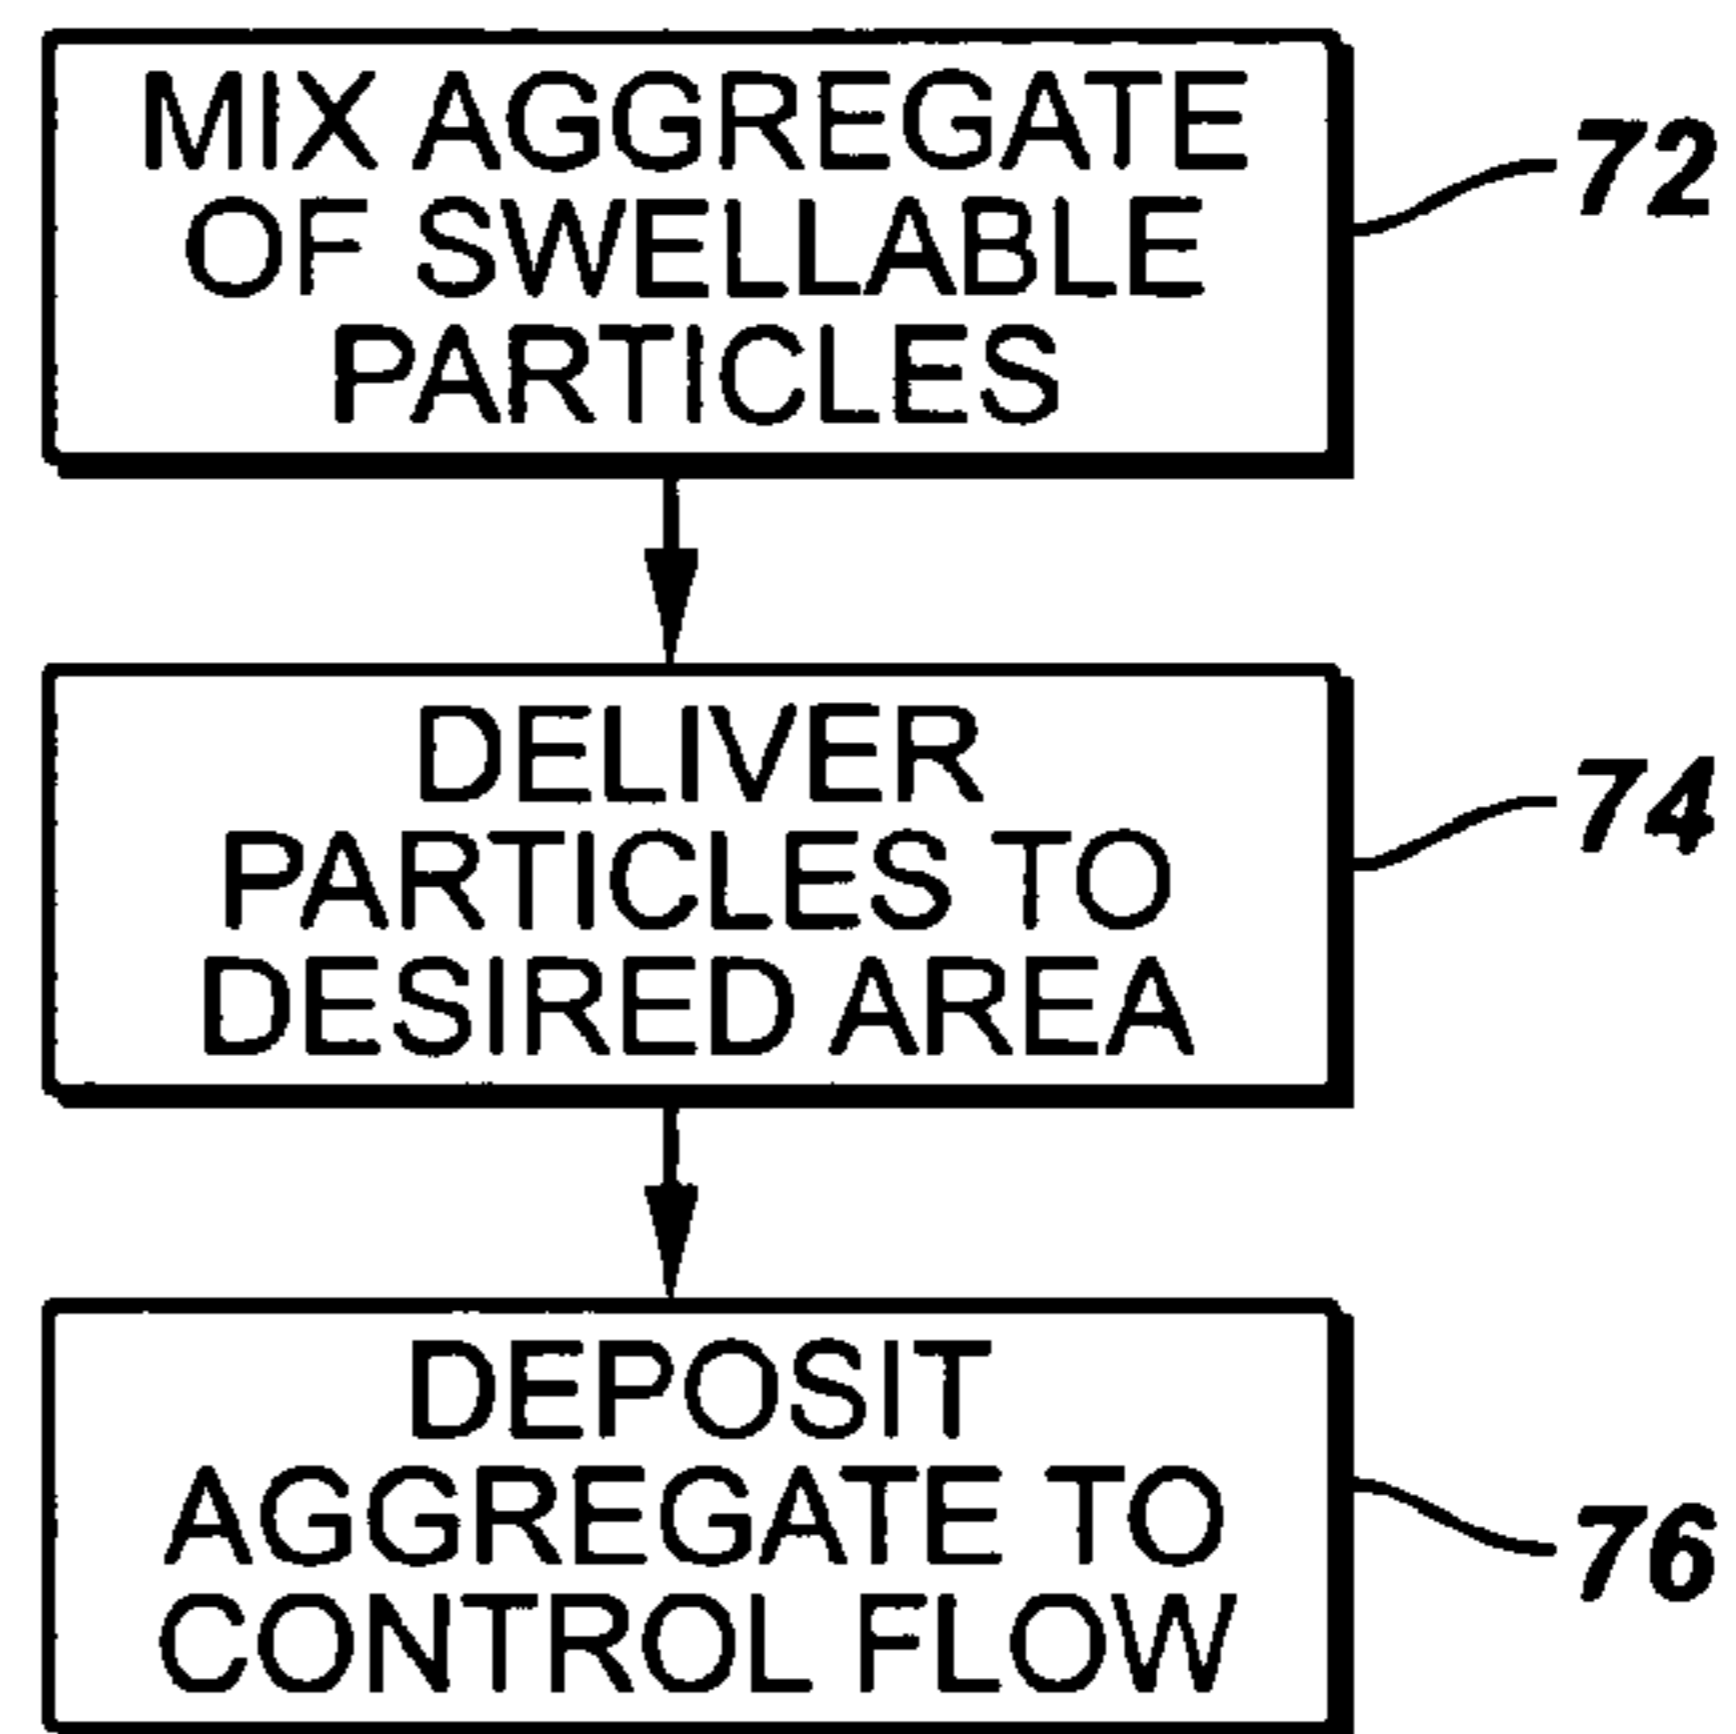 MIX AGGREGATE
OF SWELLABLE
PARTICLES
72
DELIVER
PARTICLES TO
DESIRED AREA
74
DEPOSIT
AGGREGATE TO
CONTROL FLOW
76